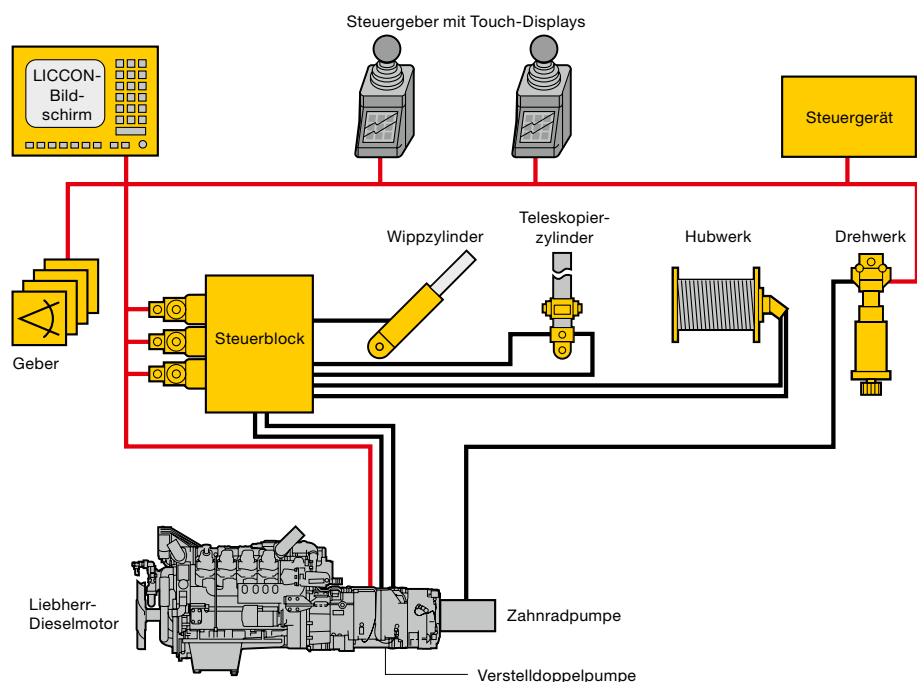 Steuergeber mit Touch-Displays
LICCON-
Bild-
schirm
Steuergerät
Wippzylinder
Teleskopier-
zylinder
Hubwerk
Drehwerk
Geber
Steuerblock
Liebherr-
Dieselmotor
Zahnradpumpe
Verstelldoppelpumpe